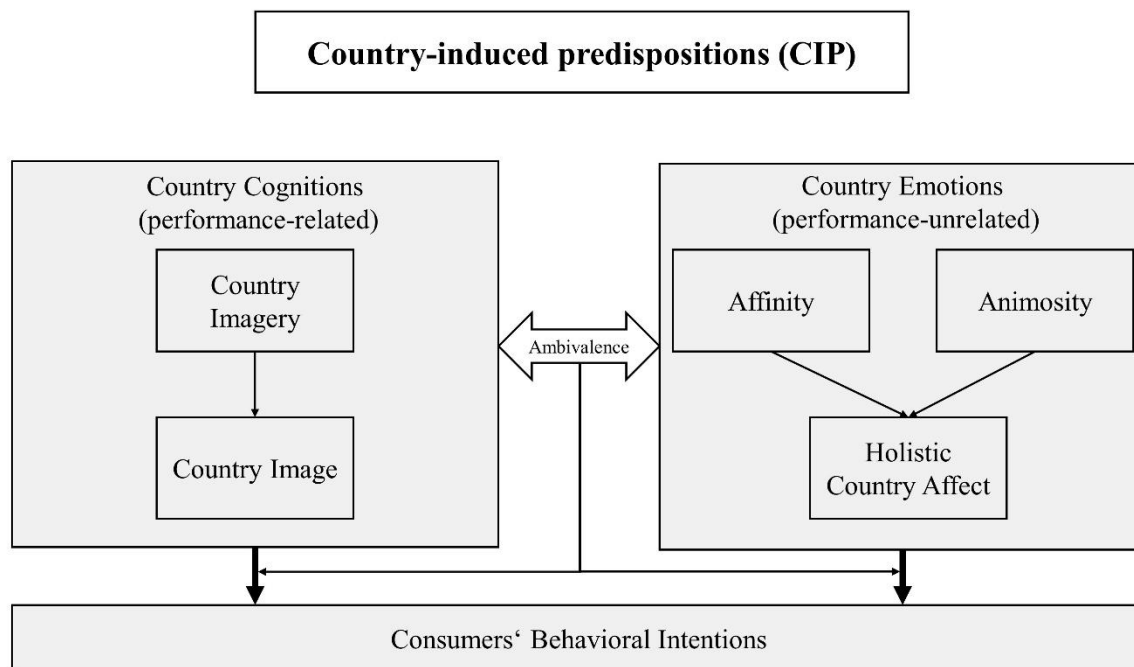 Country-induced predispositions (CIP)
Country Cognitions
(performance-related)
Country
Imagery
Country Image
Ambivalence
Country Emotions
(performance-unrelated)
Affinity
Animosity
Holistic
Country Affect
Consumers‘ Behavioral Intentions